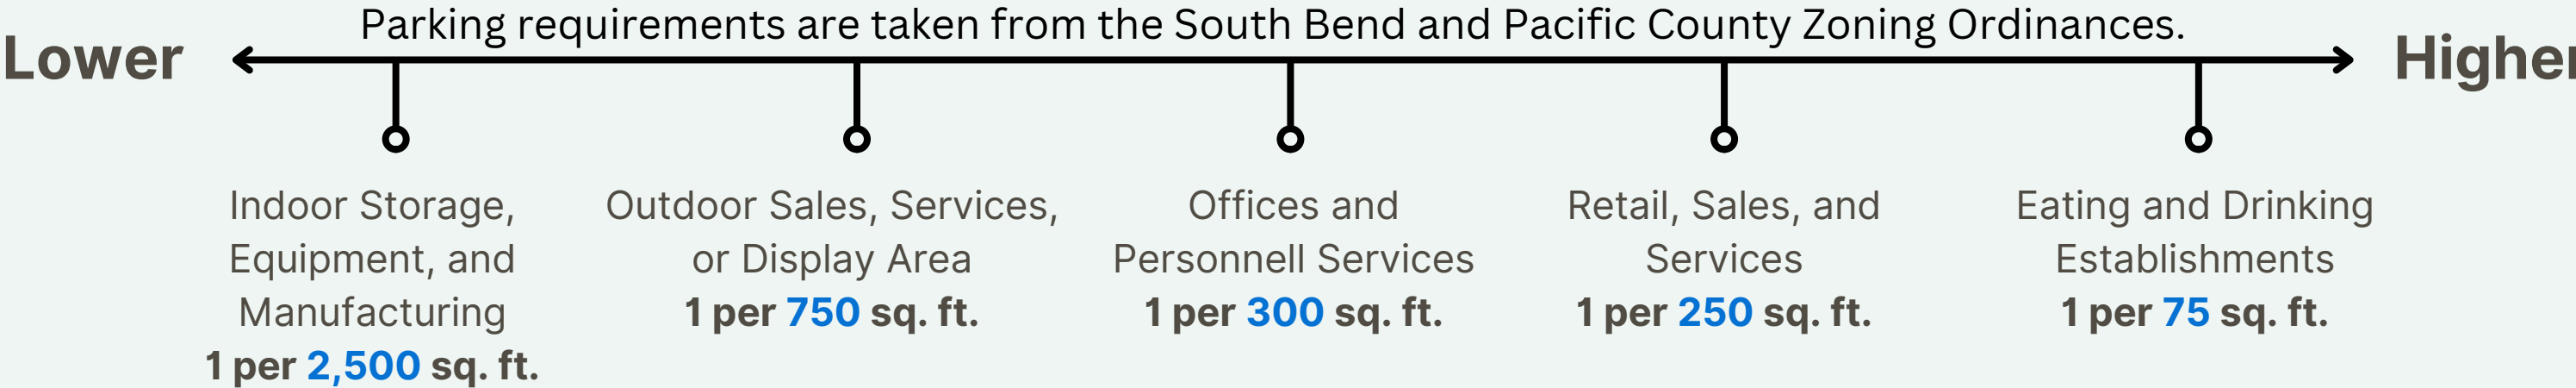 Parking requirements are taken from the South Bend and Pacific County Zoning Ordinances.
Lower
Higher
Indoor Storage,
Equipment, and
Manufacturing
1 per 2,500 sq. ft.
Outdoor Sales, Services,
or Display Area
1 per 750 sq. ft.
Offices and
Personnell Services
1 per 300 sq. ft.
Retail, Sales, and
Services
1 per 250 sq. ft.
Eating and Drinking
Establishments
1 per 75 sq. ft.